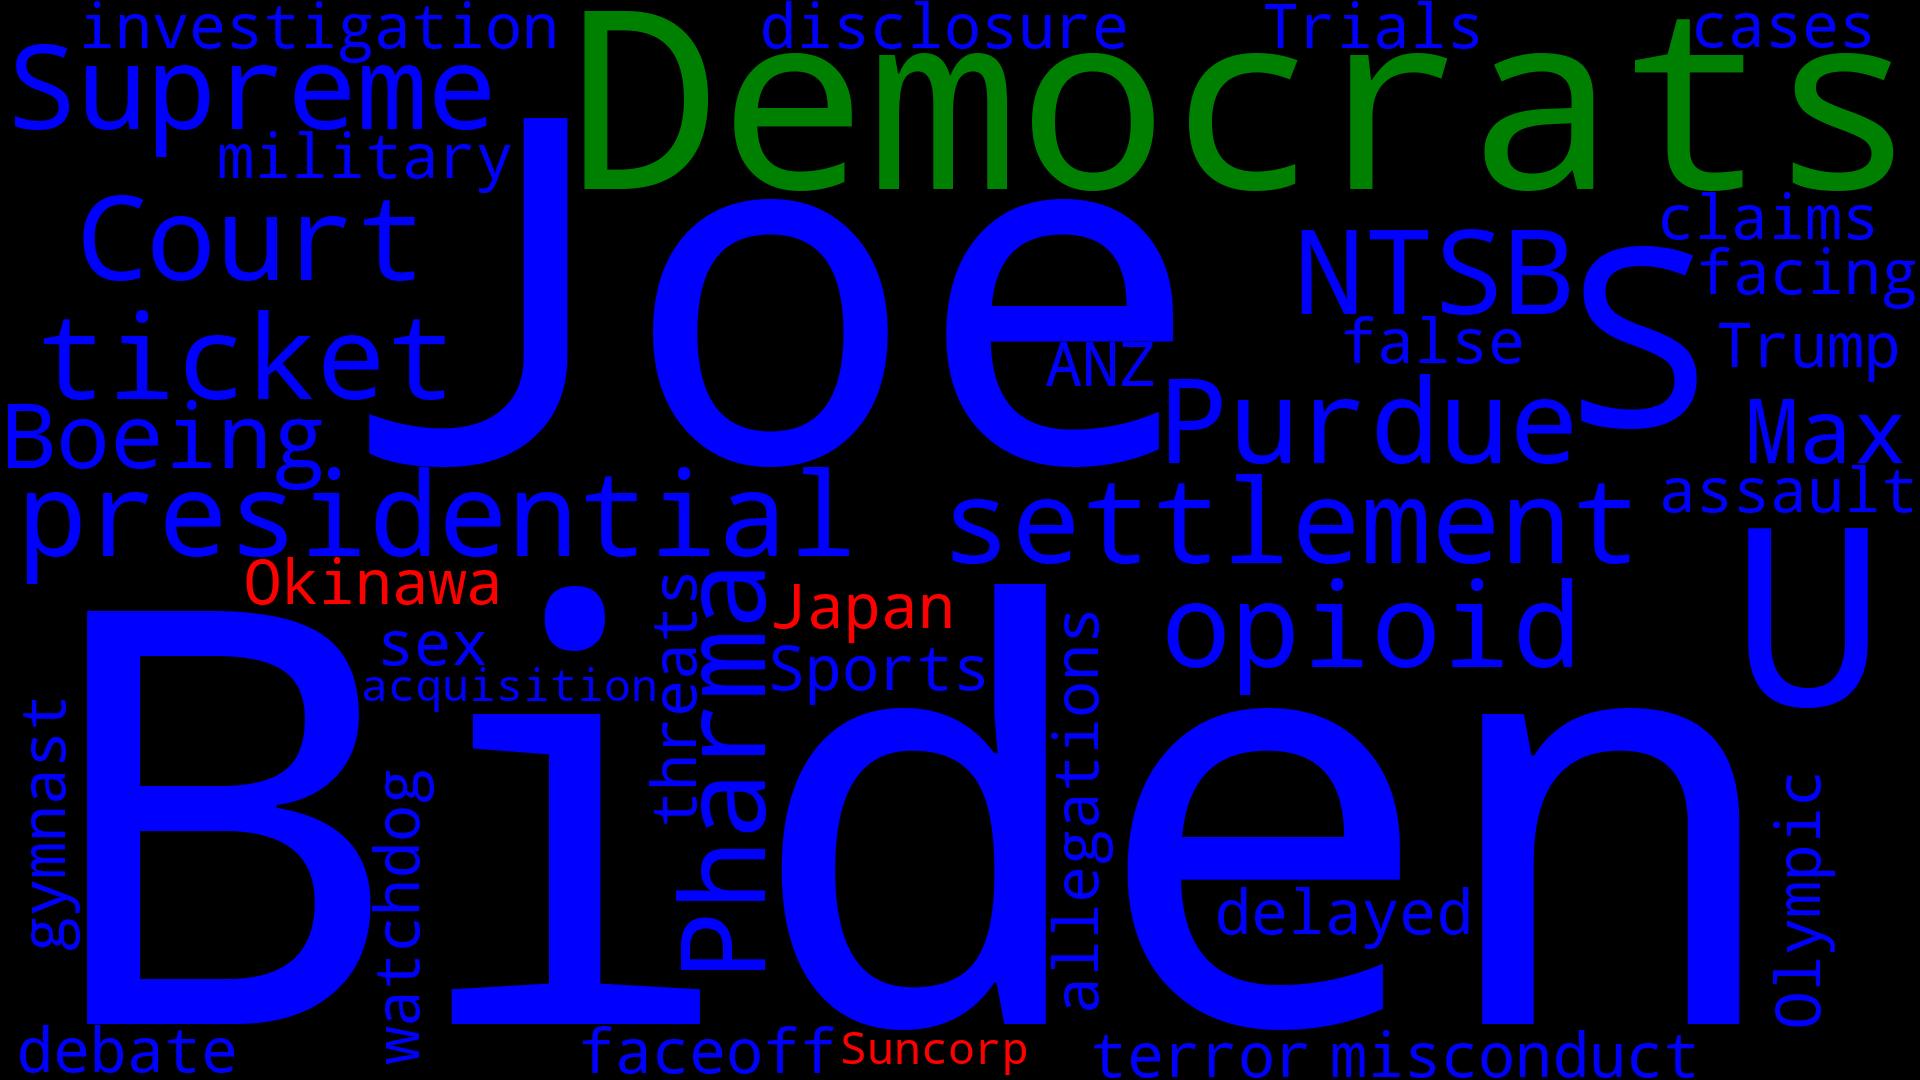 investigation
disclosure
Trials
cases
Supreme
Democrats
military
Joe
Court
NTSB
claims
S
facing
ticket
false
Trump
ANZ
Boeing
Purdue
Max
presidential
settlement
assault
U
Okinawa
Japan
opioid
sex
threats
Pharma
Sports
acquisition
Biden
allegations
gymnast
watchdog
delayed
Olympic
debate
faceoff
Suncorp
terror
misconduct